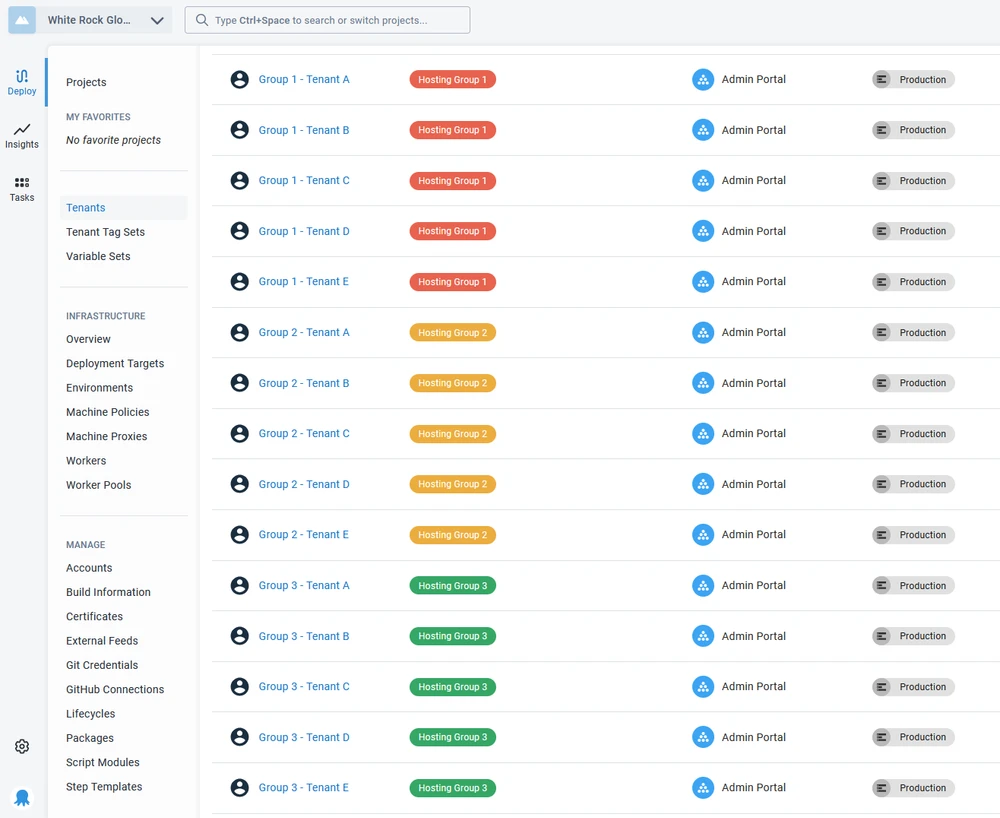 White Rock Glo...
Type Ctrl+Space to search or switch projects...
Deploy
Insights
Tasks
Projects
MY FAVORITES
No favorite projects
Tenants
Tenant Tag Sets
Variable Sets
INFRASTRUCTURE
Overview
Deployment Targets
Environments
Machine Policies
Machine Proxies
Workers
Worker Pools
MANAGE
Accounts
Build Information
Certificates
External Feeds
Git Credentials
GitHub Connections
Lifecycles
Packages
Script Modules
Step Templates
Group 1 - Tenant A Hosting Group 1 Admin Portal Production
Group 1 - Tenant B Hosting Group 1 Admin Portal Production
Group 1 - Tenant C Hosting Group 1 Admin Portal Production
Group 1 - Tenant D Hosting Group 1 Admin Portal Production
Group 1 - Tenant E Hosting Group 1 Admin Portal Production
Group 2 - Tenant A Hosting Group 2 Admin Portal Production
Group 2 - Tenant B Hosting Group 2 Admin Portal Production
Group 2 - Tenant C Hosting Group 2 Admin Portal Production
Group 2 - Tenant D Hosting Group 2 Admin Portal Production
Group 2 - Tenant E Hosting Group 2 Admin Portal Production
Group 3 - Tenant A Hosting Group 3 Admin Portal Production
Group 3 - Tenant B Hosting Group 3 Admin Portal Production
Group 3 - Tenant C Hosting Group 3 Admin Portal Production
Group 3 - Tenant D Hosting Group 3 Admin Portal Production
Group 3 - Tenant E Hosting Group 3 Admin Portal Production